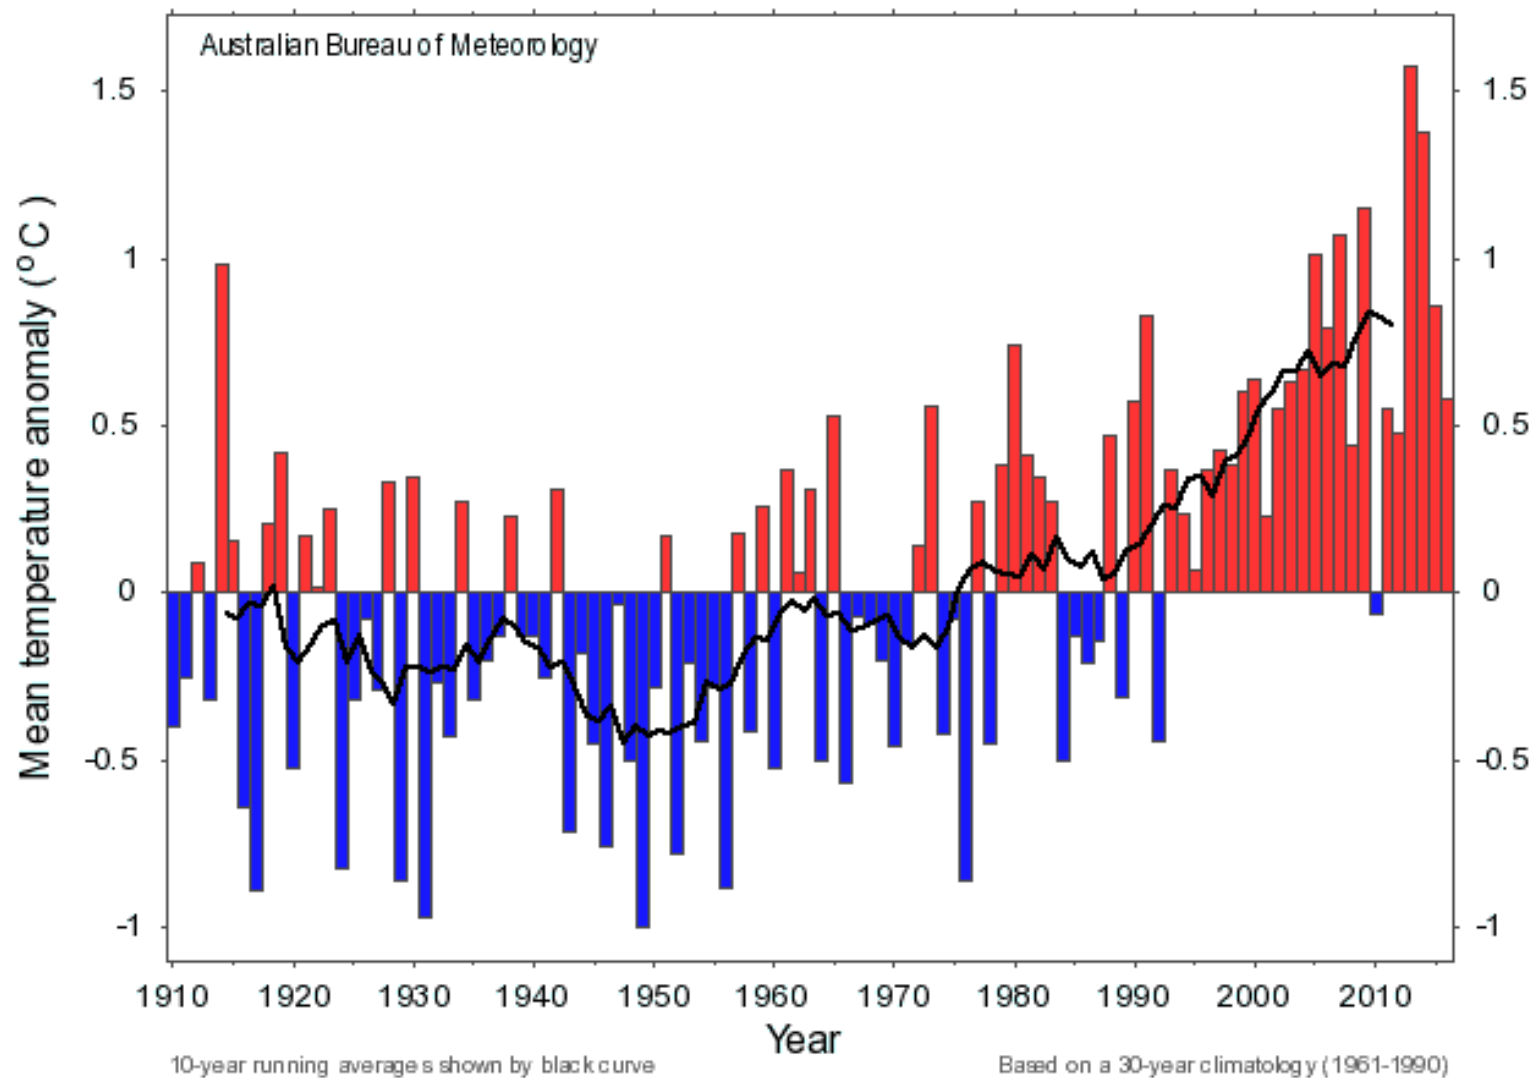 Australian Bureau of Meteorology
1.5 1.5
1 1
0.5 0.5
0 0
-0.5 -0.5
-1 -1
Mean temperature anomaly (°C)
1910 1920 1930 1940 1950 1960 1970 1980 1990 2000 2010
Year
10-year running averages shown by black curve
Based on a 30-year climatology (1961-1990)